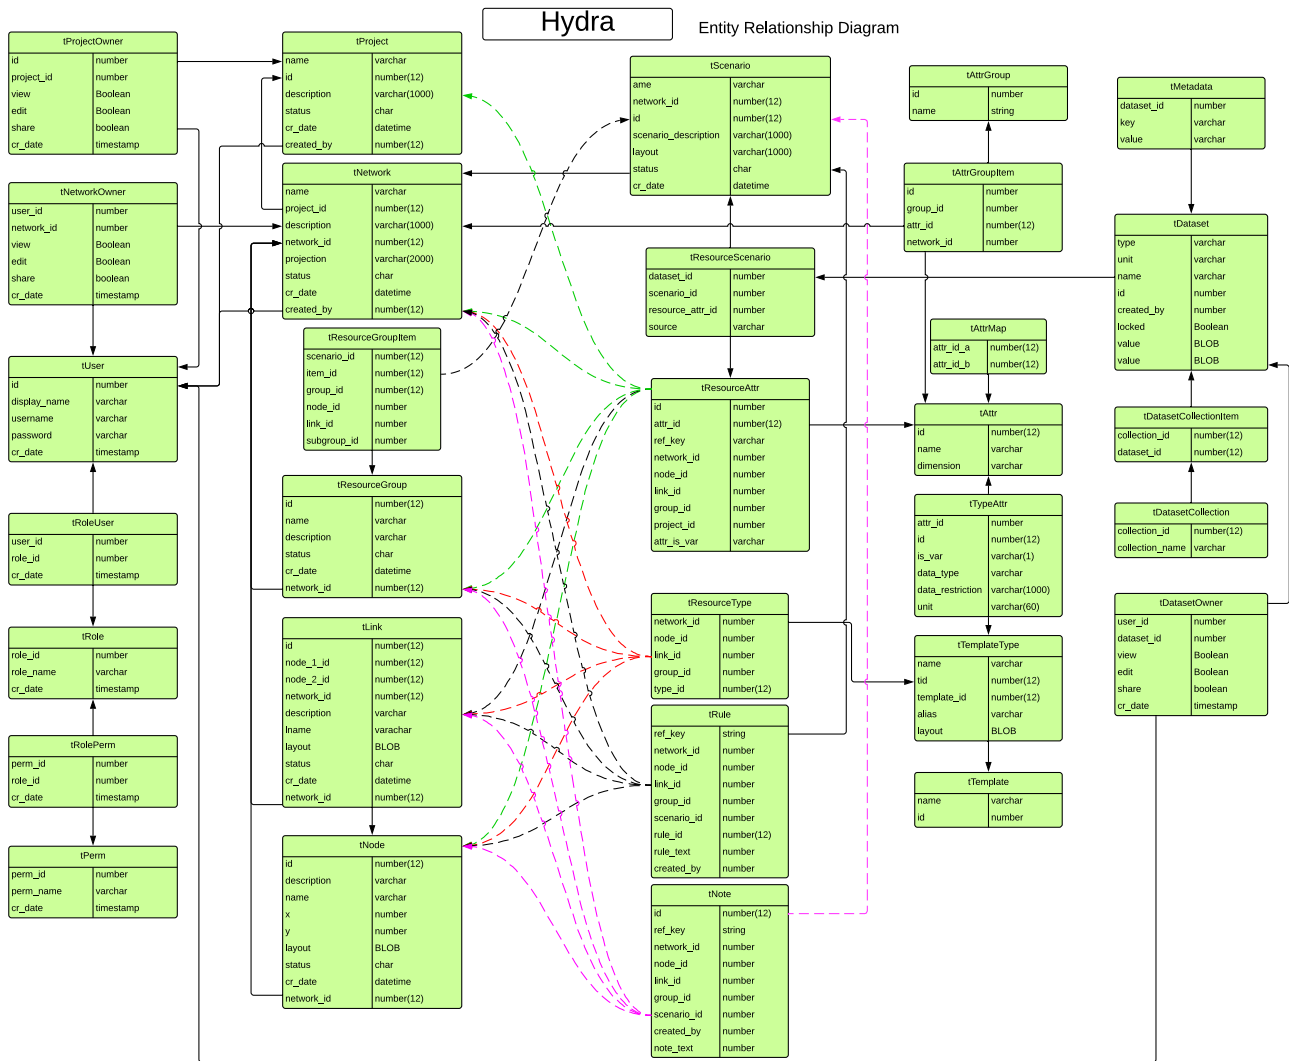 Hydra
Entity Relationship Diagram
tProjectOwner
id number
project_id number
view Boolean
edit Boolean
share boolean
cr_date timestamp
tNetworkOwner
user_id number
network_id number
view Boolean
edit Boolean
share boolean
cr_date timestamp
tUser
id number
display_name varchar
username varchar
password varchar
cr_date timestamp
tRoleUser
user_id number
role_id number
cr_date timestamp
tRole
role_id number
role_name varchar
cr_date timestamp
tRolePerm
perm_id number
role_id number
cr_date timestamp
tPerm
perm_id number
perm_name varchar
cr_date timestamp
tProject
name varchar
id number(12)
description varchar(1000)
status char
cr_date datetime
created_by number(12)
tNetwork
name varchar
project_id number(12)
description varchar(1000)
network_id number(12)
projection varchar(2000)
status char
cr_date datetime
created_by number(12)
tResourceGroupItem
scenario_id number(12)
item_id number(12)
group_id number(12)
node_id number
link_id number
subgroup_id number
tResourceGroup
id number(12)
name varchar
description varchar
status char
cr_date datetime
network_id number(12)
tLink
id number(12)
node_1_id number(12)
node_2_id number(12)
network_id number(12)
description varchar
lname varachar
layout BLOB
status char
cr_date datetime
network_id number(12)
tNode
id number(12)
description varchar
name varchar
x number
y number
layout BLOB
status char
cr_date datetime
network_id number(12)
tScenario
ame varchar
network_id number(12)
id number(12)
scenario_description varchar(1000)
layout varchar(1000)
status char
cr_date datetime
tResourceScenario
dataset_id number
scenario_id number
resource_attr_id number
source varchar
tResourceAttr
id number
attr_id number(12)
ref_key varchar
network_id number
node_id number
link_id number
group_id number
project_id number
attr_is_var varchar
tResourceType
network_id number
node_id number
link_id number
group_id number
type_id number(12)
tRule
ref_key string
network_id number
node_id number
link_id number
group_id number
scenario_id number
rule_id number(12)
rule_text number
created_by number
tNote
id number(12)
ref_key string
network_id number
node_id number
link_id number
group_id number
scenario_id number
created_by number
note_text number
tAttrGroup
id number
name string
tAttrGroupItem
id number
group_id number
attr_id number(12)
network_id number
tAttrMap
attr_id_a number(12)
attr_id_b number(12)
tAttr
id number(12)
name varchar
dimension varchar
tTypeAttr
attr_id number
id number(12)
is_var varchar(1)
data_type varchar
data_restriction varchar(1000)
unit varchar(60)
tTemplateType
name varchar
tid number(12)
template_id number(12)
alias varchar
layout BLOB
tTemplate
name varchar
id number
tMetadata
dataset_id number
key varchar
value varchar
tDataset
type varchar
unit varchar
name varchar
id number
created_by number
locked Boolean
value BLOB
value BLOB
tDatasetCollectionItem
collection_id number(12)
dataset_id number(12)
tDatasetCollection
collection_id number(12)
collection_name varchar
tDatasetOwner
user_id number
dataset_id number
view Boolean
edit Boolean
share boolean
cr_date timestamp